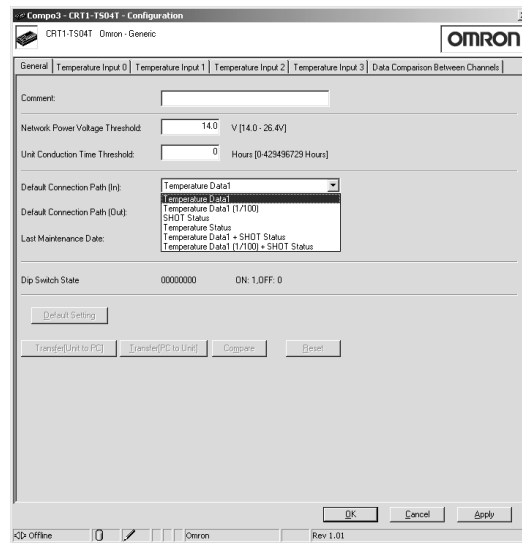 Compo3 - CRT1-TS04T - Configuration
CRT1-TS04T Omron - Generic
OMRON
General Temperature Input 0 Temperature Input 1 Temperature Input 2 Temperature Input 3 Data Comparison Between Channels
Comment:
Network Power Voltage Threshold: 14.0 V [14.0 - 26.4V]
Unit Conduction Time Threshold: 0 Hours [0-429496729 Hours]
Default Connection Path (In): Temperature Data1
Temperature Data1
Temperature Data1 (1/100)
Default Connection Path (Out): SHOT Status
Temperature Status
Last Maintenance Date: Temperature Data1 + SHOT Status
Temperature Data1 (1/100) + SHOT Status
Dip Switch State 00000000 ON: 1,OFF: 0
Default Setting
Transfer[Unit to PC] Transfer[PC to Unit] Compare Reset
OK Cancel Apply
Offline Omron Rev 1.01